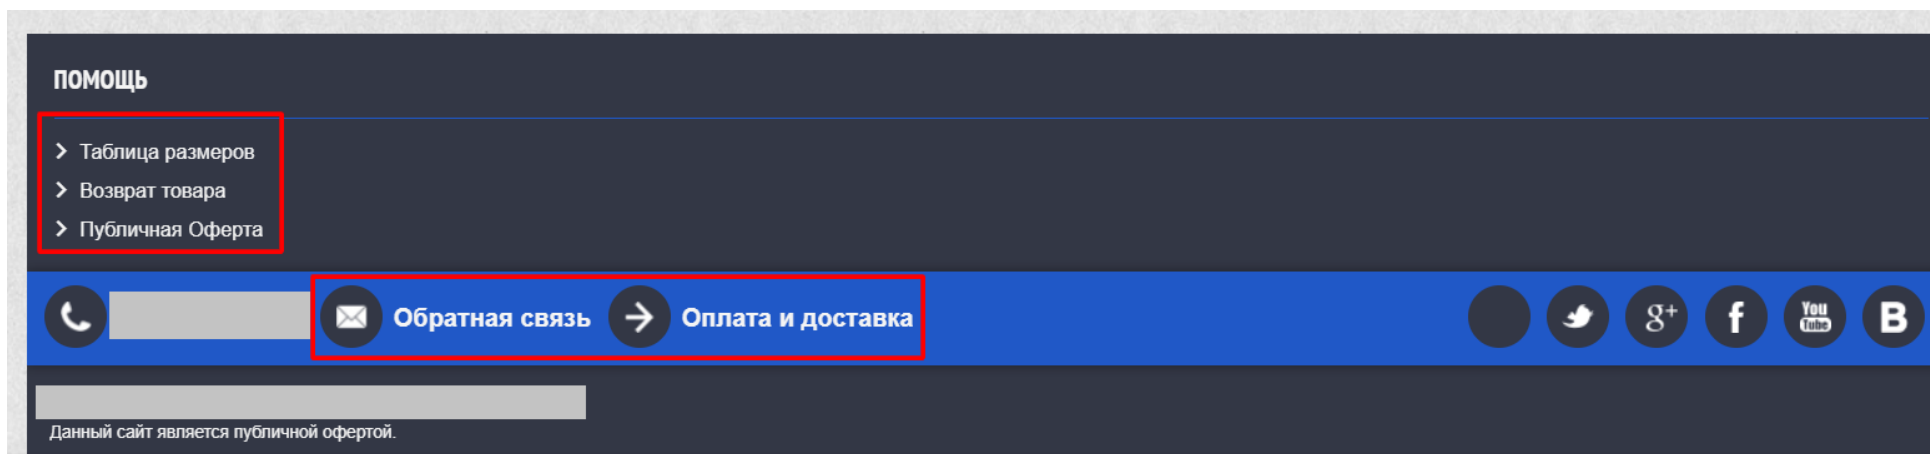 ПОМОЩЬ
Таблица размеров
Возврат товара
Публичная Оферта
Обратная связь Оплата и доставка g+ f You Tube B
Данный сайт является публичной офертой.